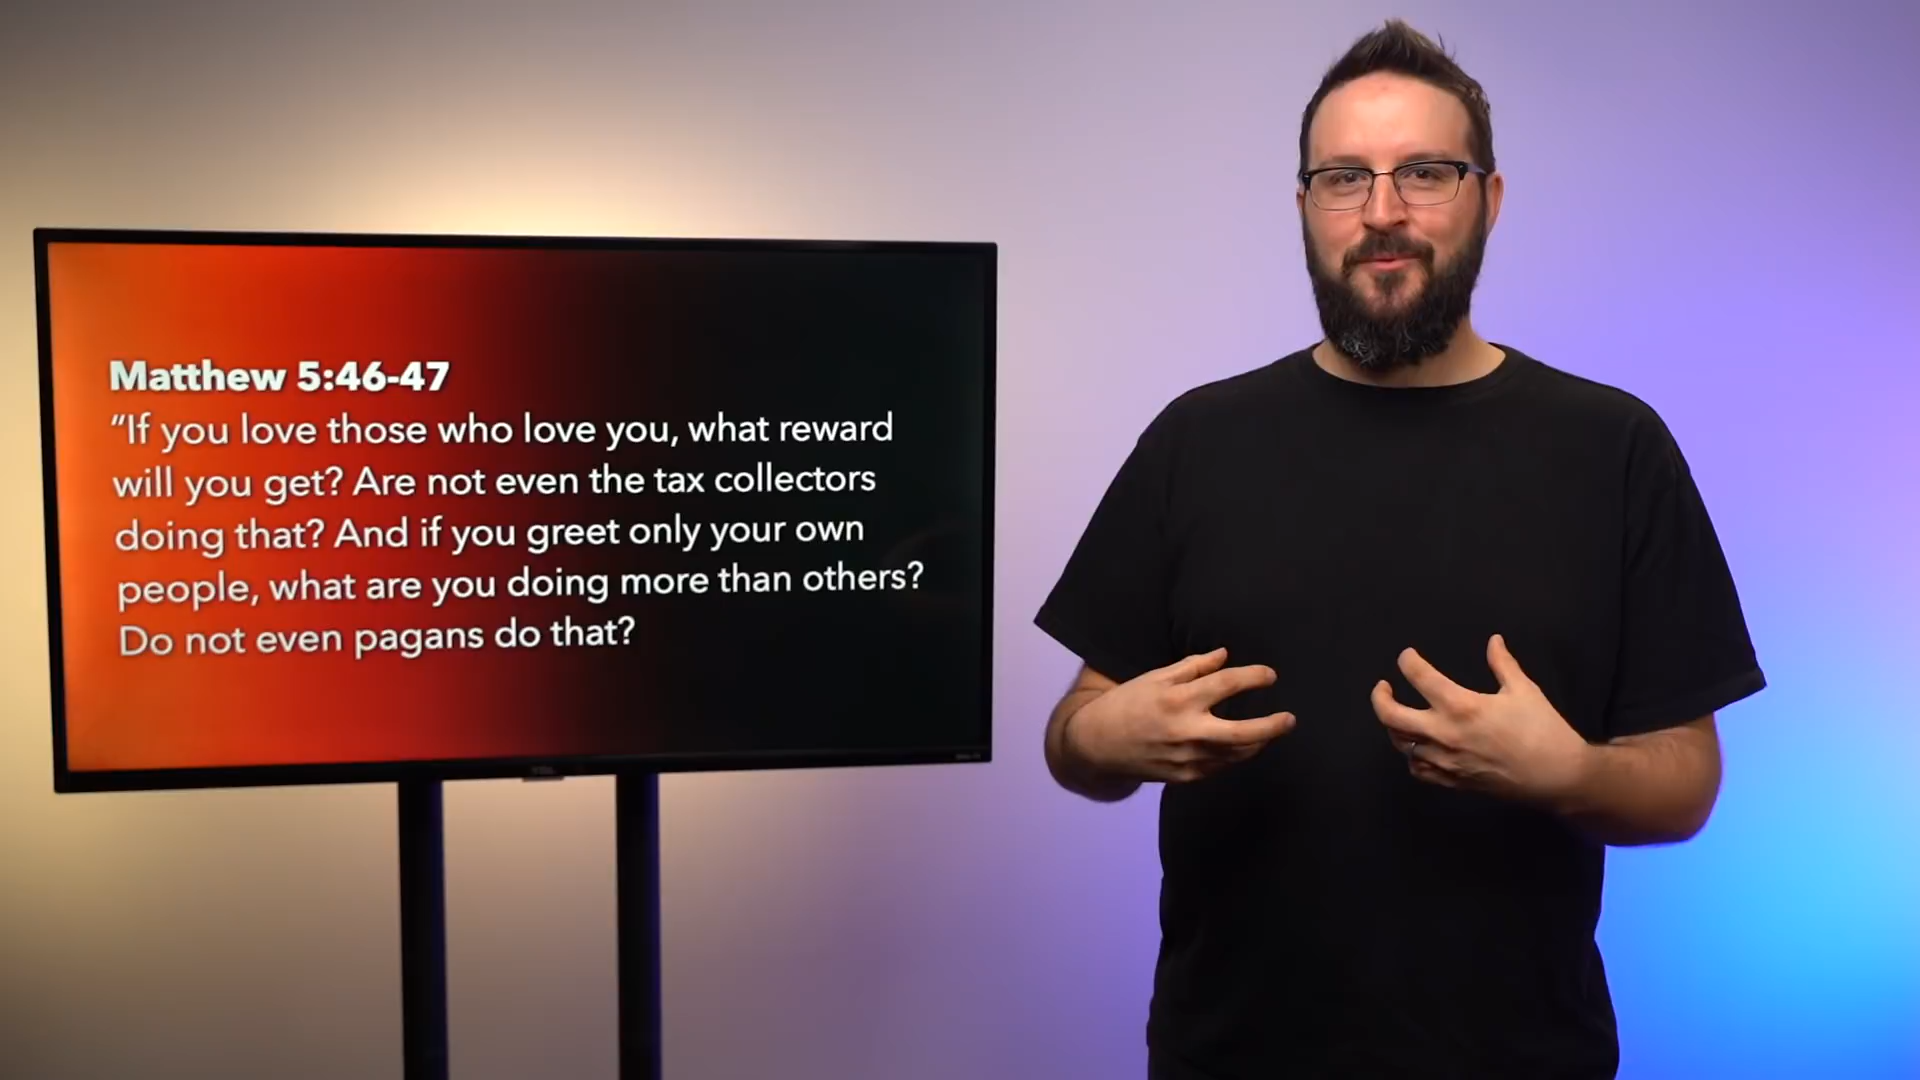 Matthew 5:46-47
“If you love those who love you, what reward
will you get? Are not even the tax collectors
doing that? And if you greet only your own
people, what are you doing more than others?
Do not even pagans do that?